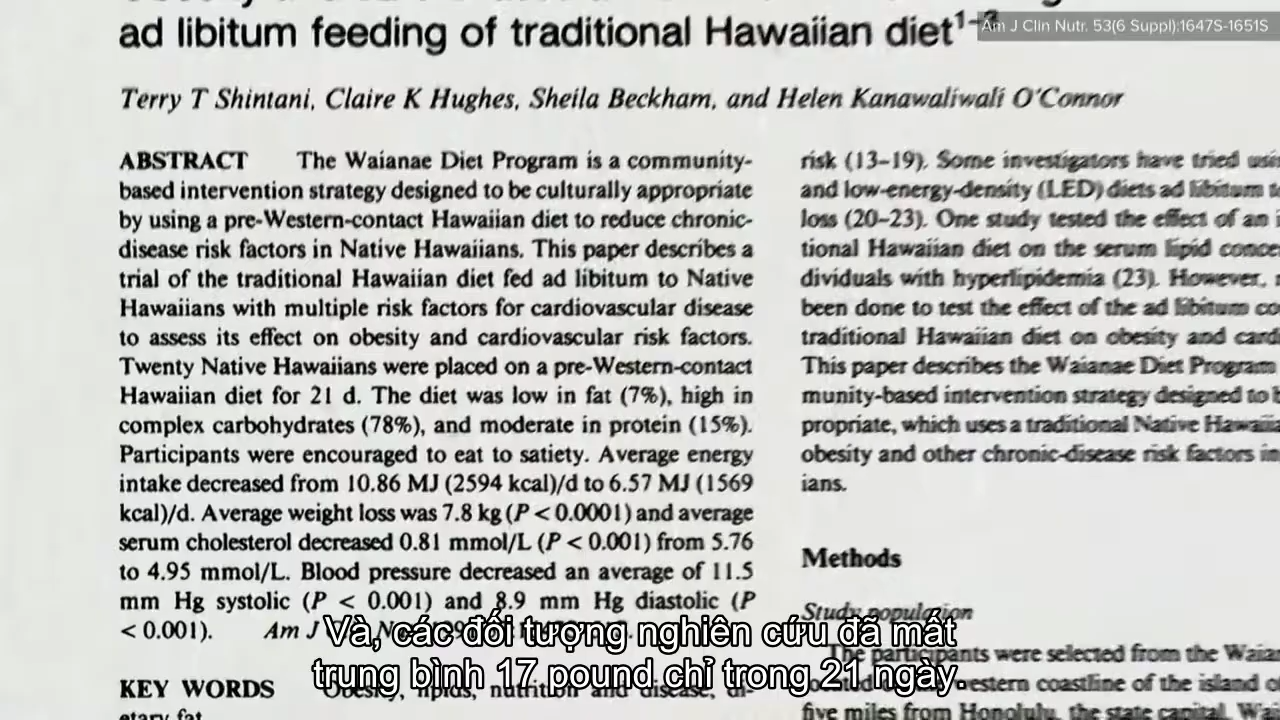 ad libitum feeding of traditional Hawaiian diet
Am J Clin Nutr. 53(6 Suppl):1647S-1651S
Terry T Shintani, Claire K Hughes, Sheila Beckham, and Helen Kanawaliwali O'Connor
ABSTRACT The Waianae Diet Program is a community-
based intervention strategy designed to be culturally appropriate
by using a pre-Western-contact Hawaiian diet to reduce chronic-
disease risk factors in Native Hawaiians. This paper describes a
trial of the traditional Hawaiian diet fed ad libitum to Native
Hawaiians with multiple risk factors for cardiovascular disease
to assess its effect on obesity and cardiovascular risk factors.
Twenty Native Hawaiians were placed on a pre-Western-contact
Hawaiian diet for 21 d. The diet was low in fat (7%), high in
complex carbohydrates (78%), and moderate in protein (15%).
Participants were encouraged to eat to satiety. Average energy
intake decreased from 10.86 MJ (2594 kcal)/d to 6.57 MJ (1569
kcal)/d. Average weight loss was 7.8 kg (P < 0.0001) and average
serum cholesterol decreased 0.81 mmol/L (P < 0.001) from 5.76
to 4.95 mmol/L. Blood pressure decreased an average of 11.5
mm Hg systolic (P < 0.001) and 8.9 mm Hg diastolic (P
< 0.001). Am J
KEY WORDS Obesity, lipids, nutrition and disease, di-
etary fat
risk (13–19). Some investigators have tried
and low-energy-density (LED) diets ad libitum
loss (20–23). One study tested the effect of an
tional Hawaiian diet on the serum lipid
dividuals with hyperlipidemia (23). However,
been done to test the effect of the ad libitum
traditional Hawaiian diet on obesity and
This paper describes the Waianae Diet Program
munity-based intervention strategy designed to
propriate, which uses a traditional Native
obesity and other chronic-disease risk factors
ians.
Methods
Study population
The participants were selected from the
western coastline of the island of
five miles from Honolulu, the state capital.
Và, các đối tượng nghiên cứu đã mất
trung bình 17 pound chỉ trong 21 ngày.